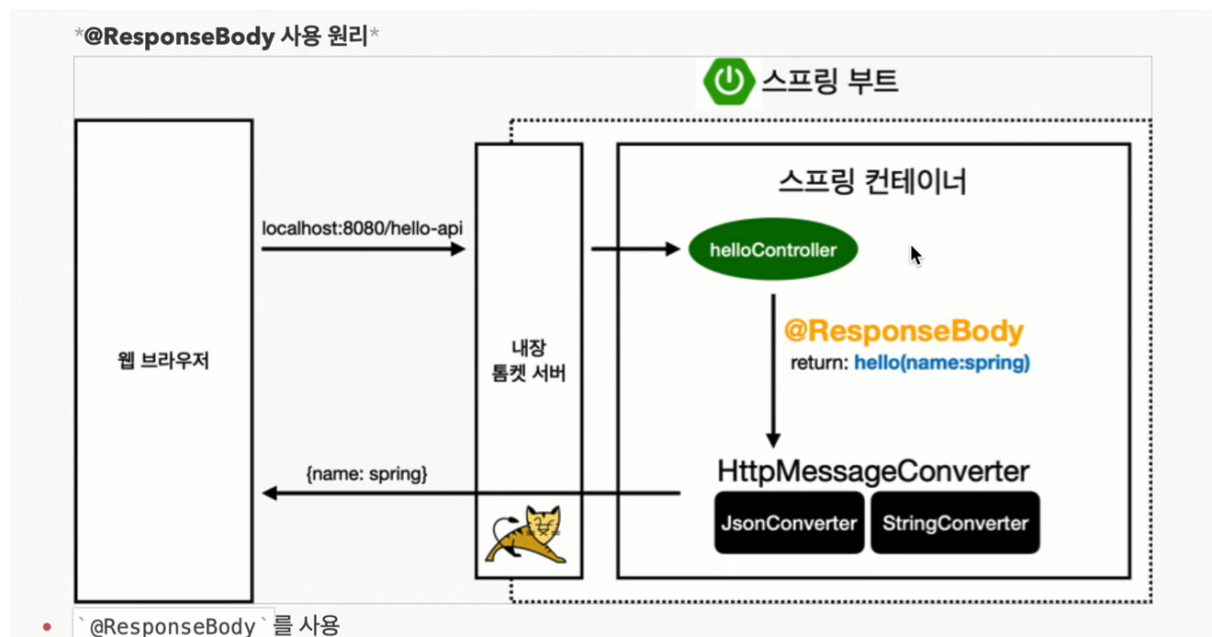 *@ResponseBody 사용 원리*
스프링 부트
스프링 컨테이너
localhost:8080/hello-api
helloController
@ResponseBody
return: hello(name:spring)
웹 브라우저
내장
톰켓 서버
{name: spring}
HttpMessageConverter
JsonConverter StringConverter
• `@ResponseBody`를 사용